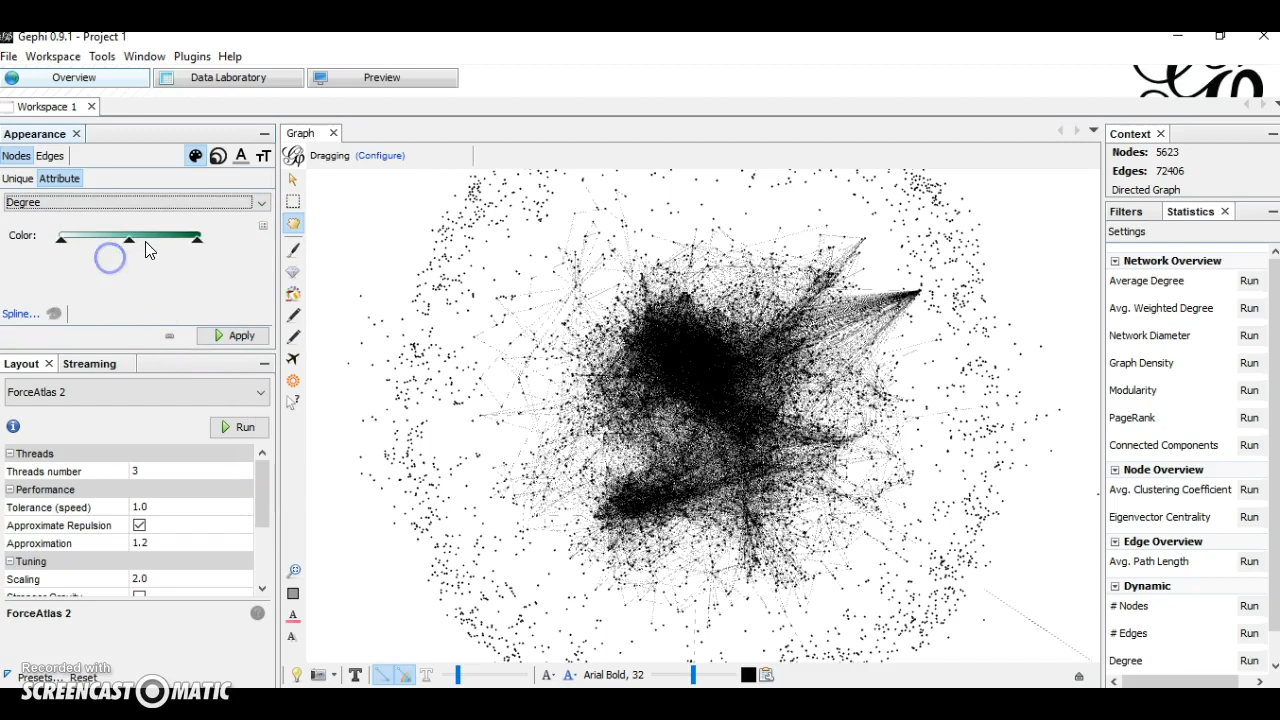 Gephi 0.9.1 - Project 1
File Workspace Tools Window Plugins Help
Overview Data Laboratory Preview
Workspace 1
Appearance
Nodes Edges
Unique Attribute
Degree
Color:
Spline...
Apply
Layout Streaming
ForceAtlas 2
Run
Threads
Threads number 3
Performance
Tolerance (speed) 1.0
Approximate Repulsion
Approximation 1.2
Tuning
Scaling 2.0
ForceAtlas 2
Presets... Reset
Recorded with
SCREENCAST MATIC
Graph
Dragging (Configure)
Arial Bold, 32
Context
Nodes: 5623
Edges: 72406
Directed Graph
Filters Statistics
Settings
Network Overview
Average Degree Run
Avg. Weighted Degree Run
Network Diameter Run
Graph Density Run
Modularity Run
PageRank Run
Connected Components Run
Node Overview
Avg. Clustering Coefficient Run
Eigenvector Centrality Run
Edge Overview
Avg. Path Length Run
Dynamic
# Nodes Run
# Edges Run
Degree Run